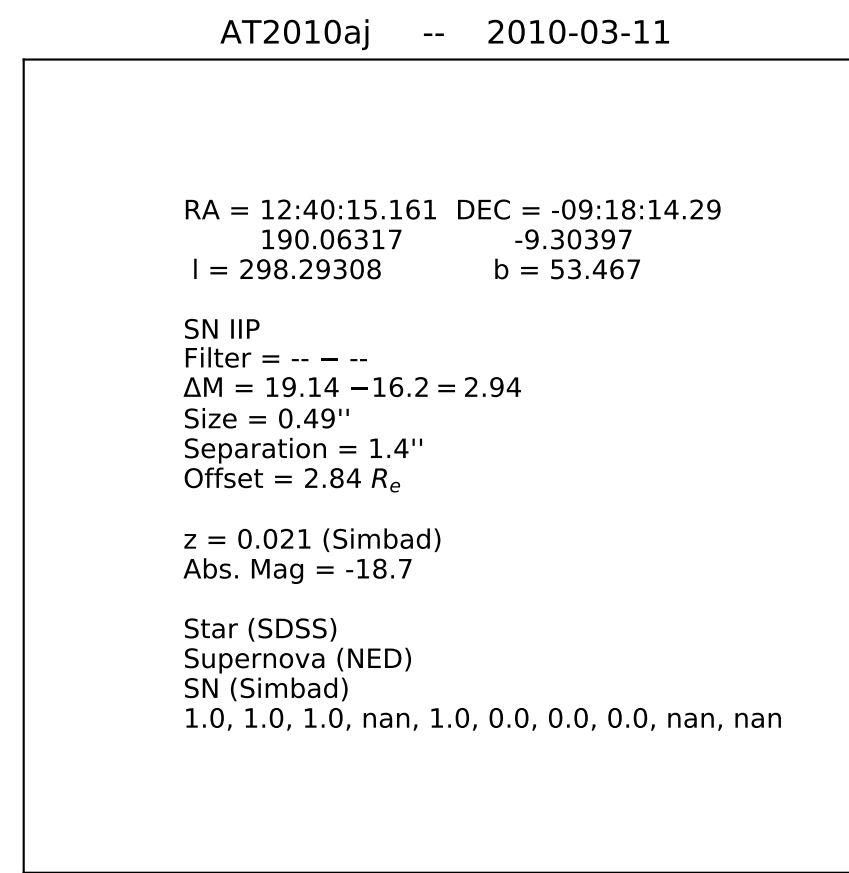 AT2010aj -- 2010-03-11
RA = 12:40:15.161 DEC = -09:18:14.29
190.06317 -9.30397
l = 298.29308 b = 53.467
SN IIP
Filter = -- − --
ΔM = 19.14 −16.2 = 2.94
Size = 0.49''
Separation = 1.4''
Offset = 2.84 Rₑ
z = 0.021 (Simbad)
Abs. Mag = -18.7
Star (SDSS)
Supernova (NED)
SN (Simbad)
1.0, 1.0, 1.0, nan, 1.0, 0.0, 0.0, 0.0, nan, nan